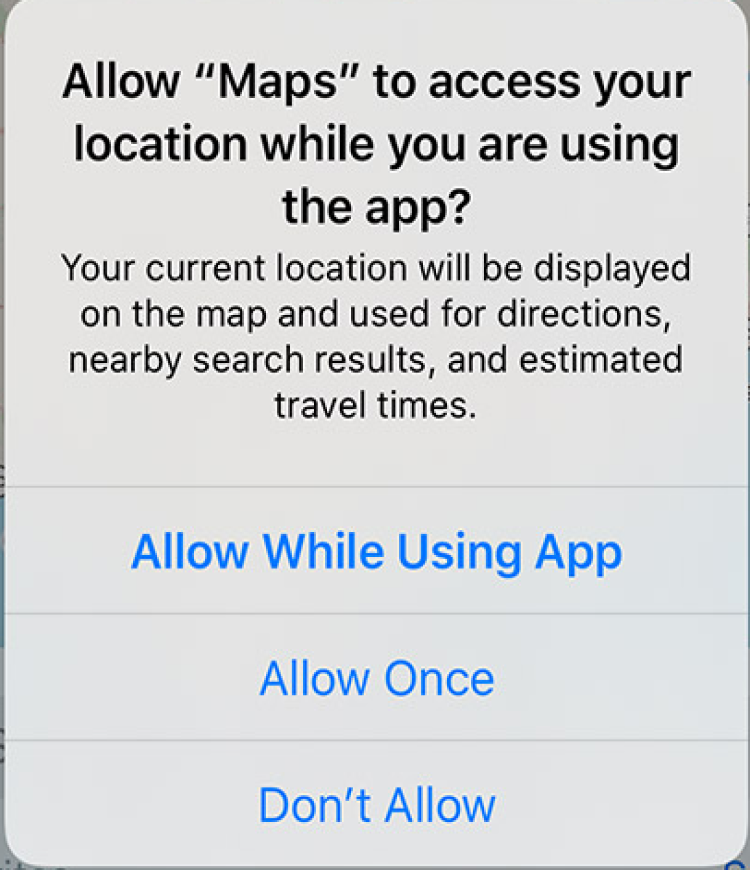 Allow “Maps” to access your
location while you are using
the app?
Your current location will be displayed
on the map and used for directions,
nearby search results, and estimated
travel times.
Allow While Using App
Allow Once
Don’t Allow